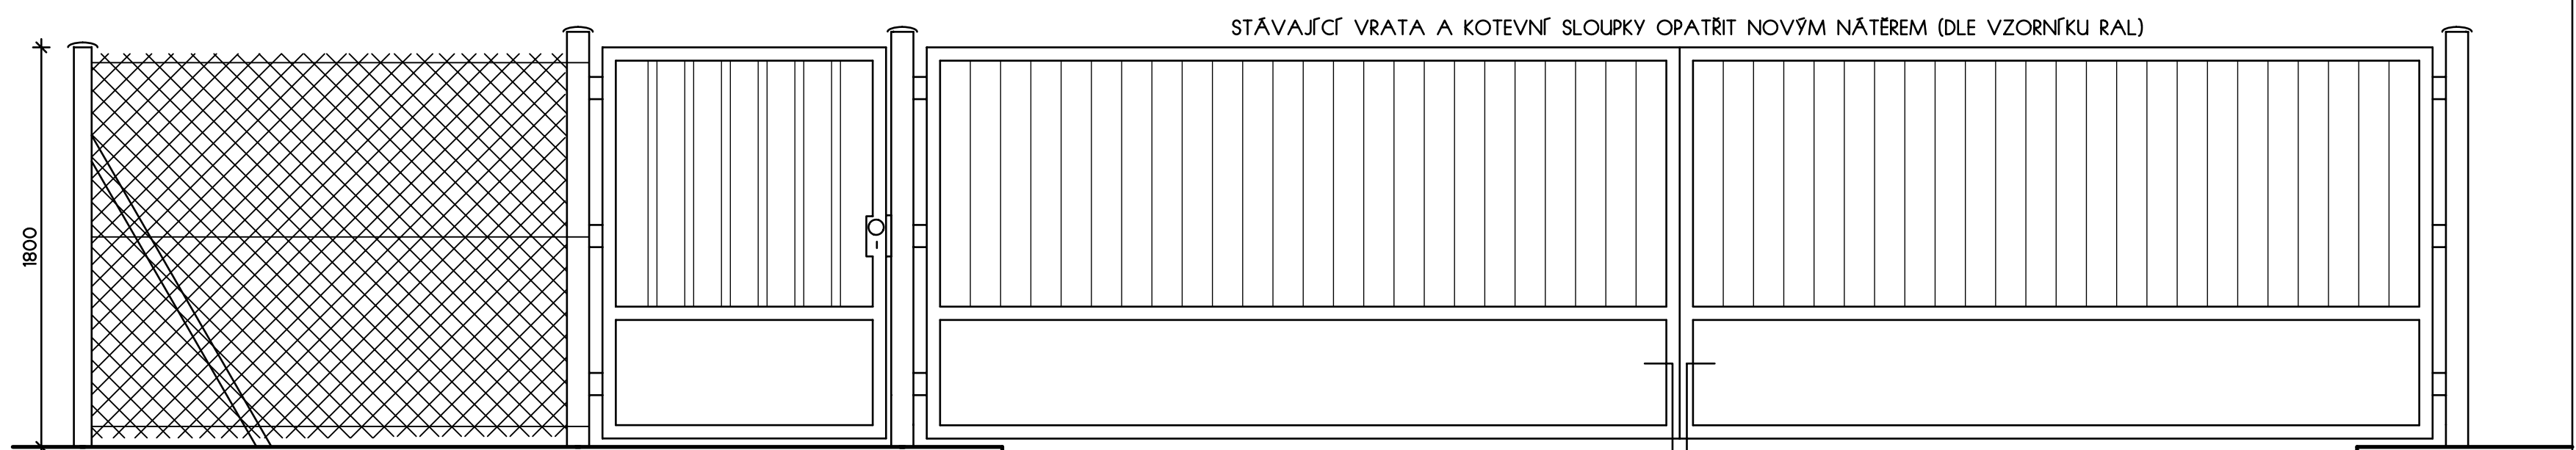 STÁVAJÍCÍ VRATA A KOTEVNÍ SLOUPKY OPATŘIT NOVÝM NÁTĚREM (DLE VZORNÍKU RAL)
1800